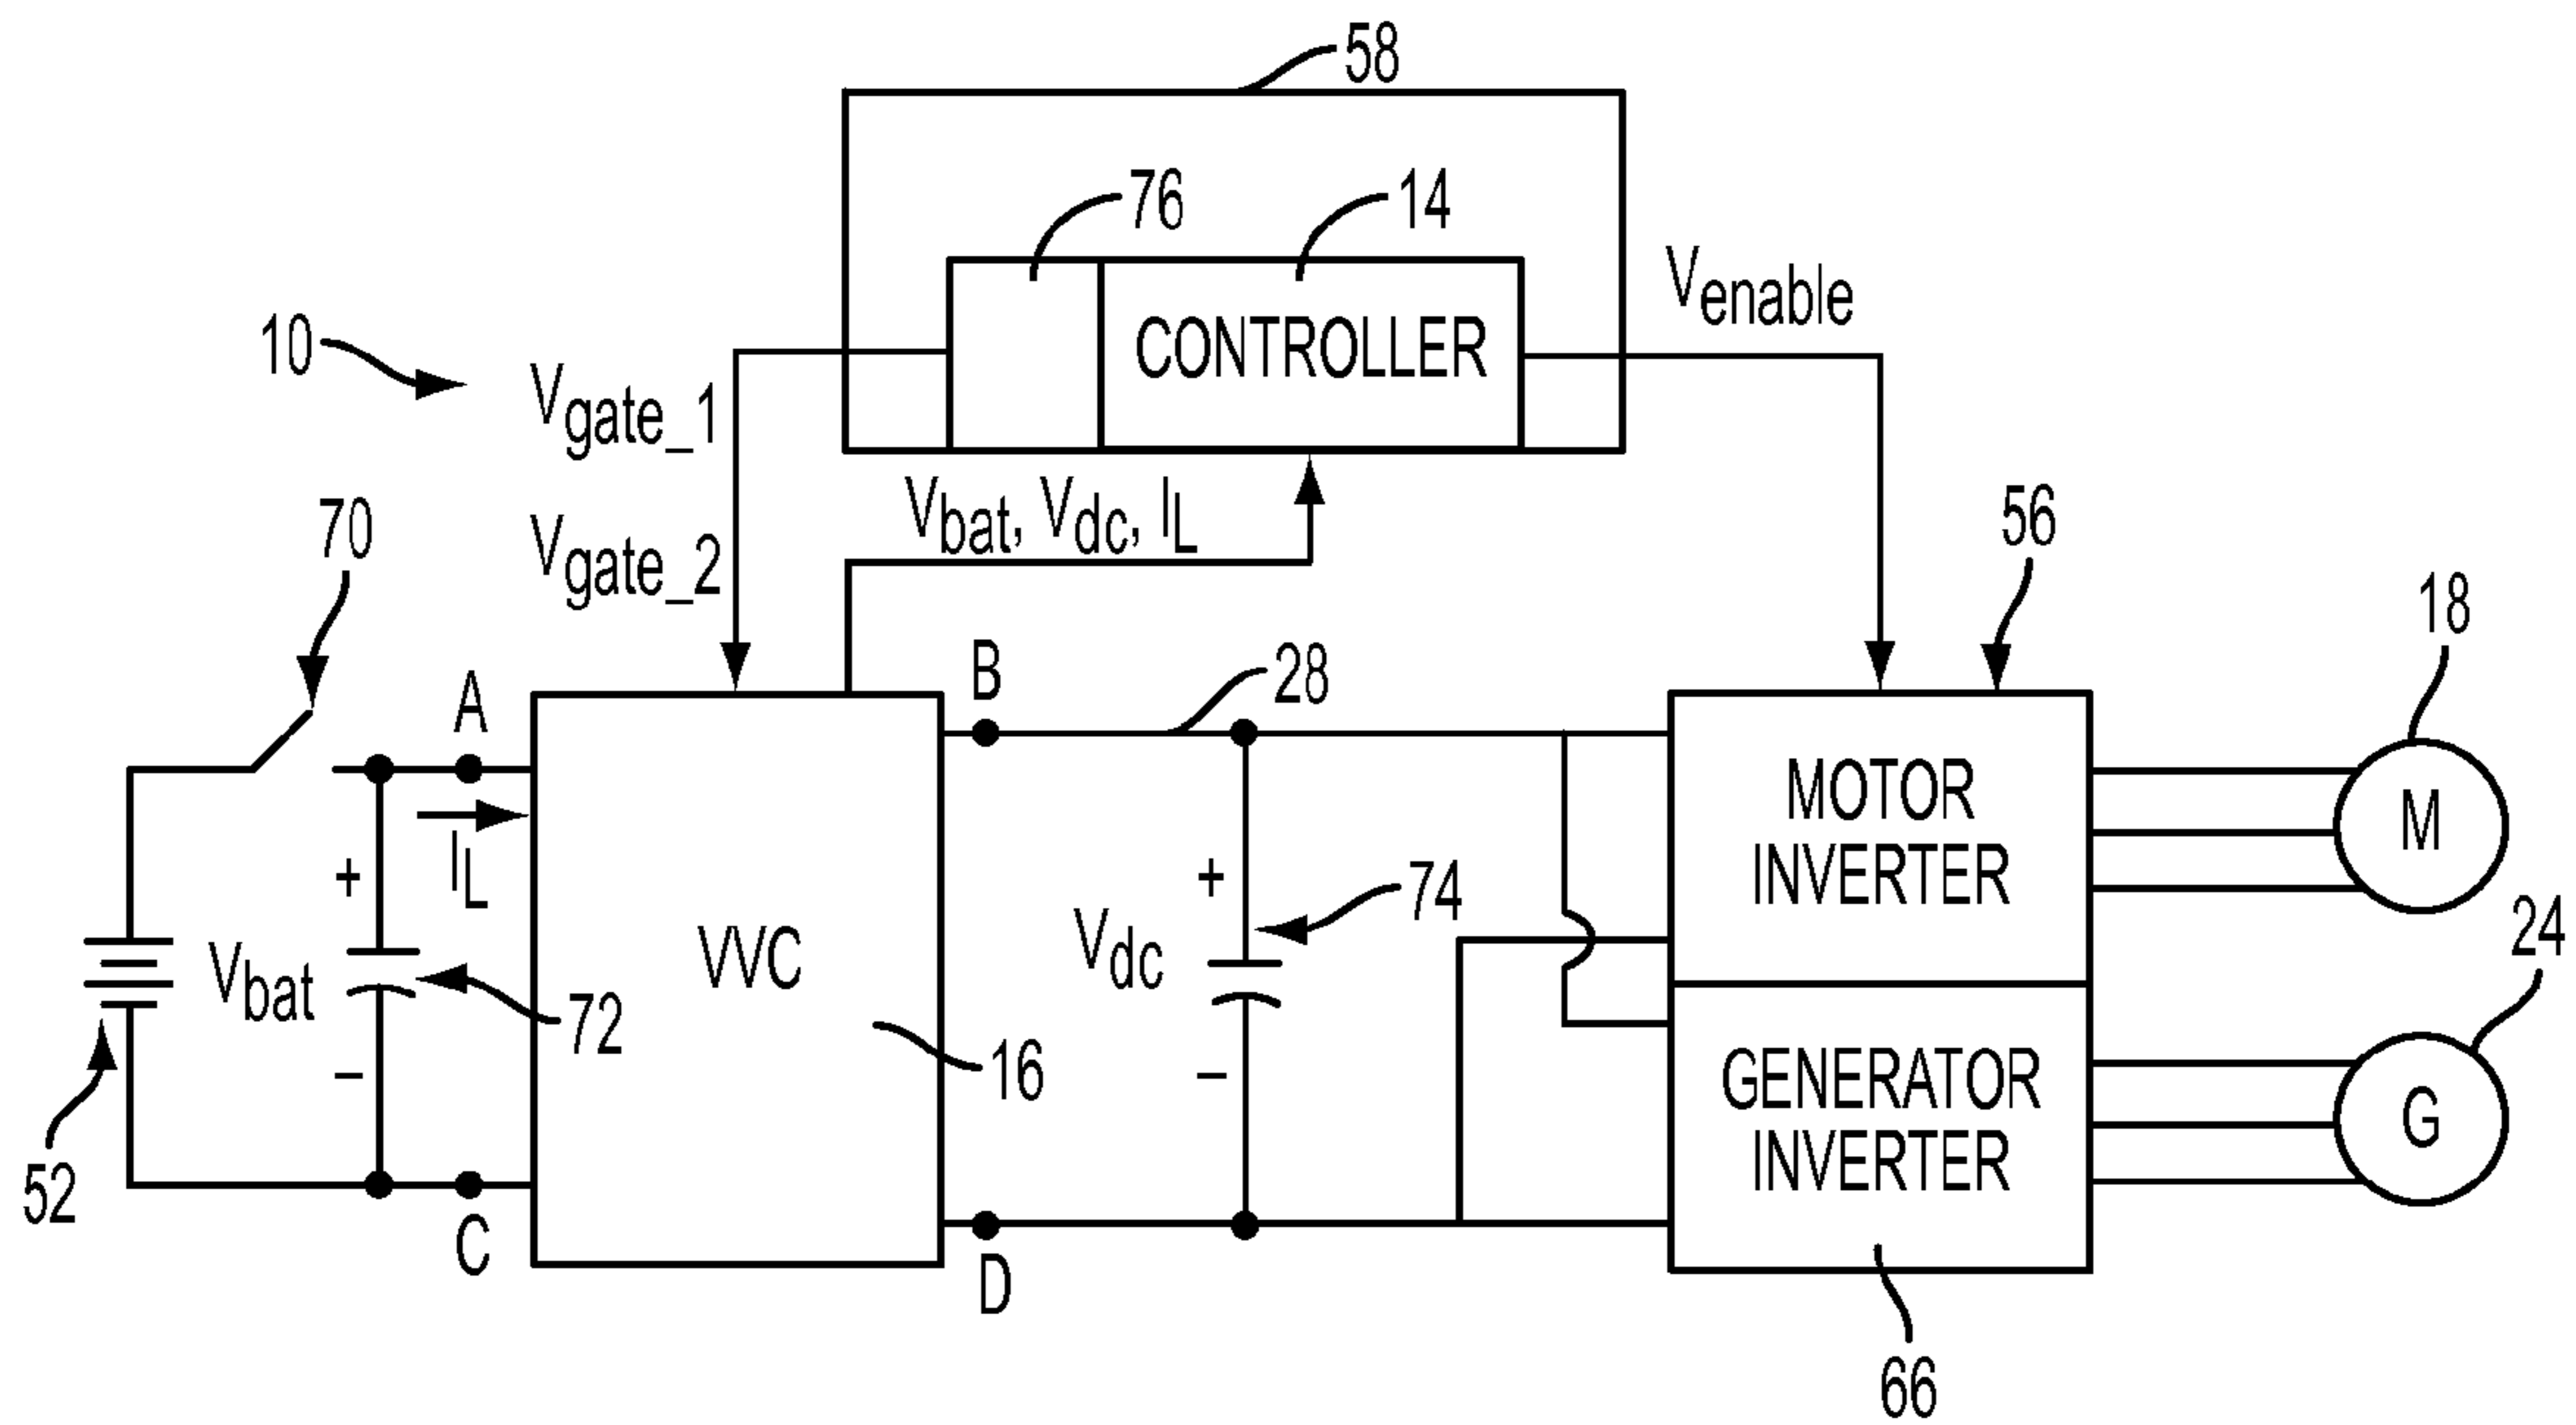 58
76
14
CONTROLLER
Venable
10
Vgate_1
Vgate_2
Vbat, Vdc, IL
70
56
18
A
B
28
M
MOTOR
INVERTER
+
IL
+
74
24
Vbat
72
VVC
Vdc
16
–
–
GENERATOR
INVERTER
G
52
C
D
66